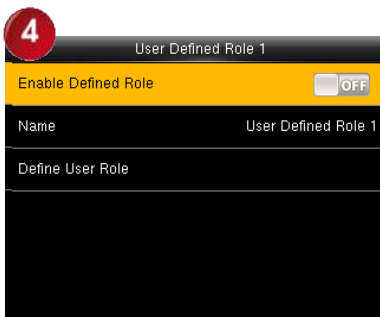 4
User Defined Role 1
Enable Defined Role OFF
Name User Defined Role 1
Define User Role